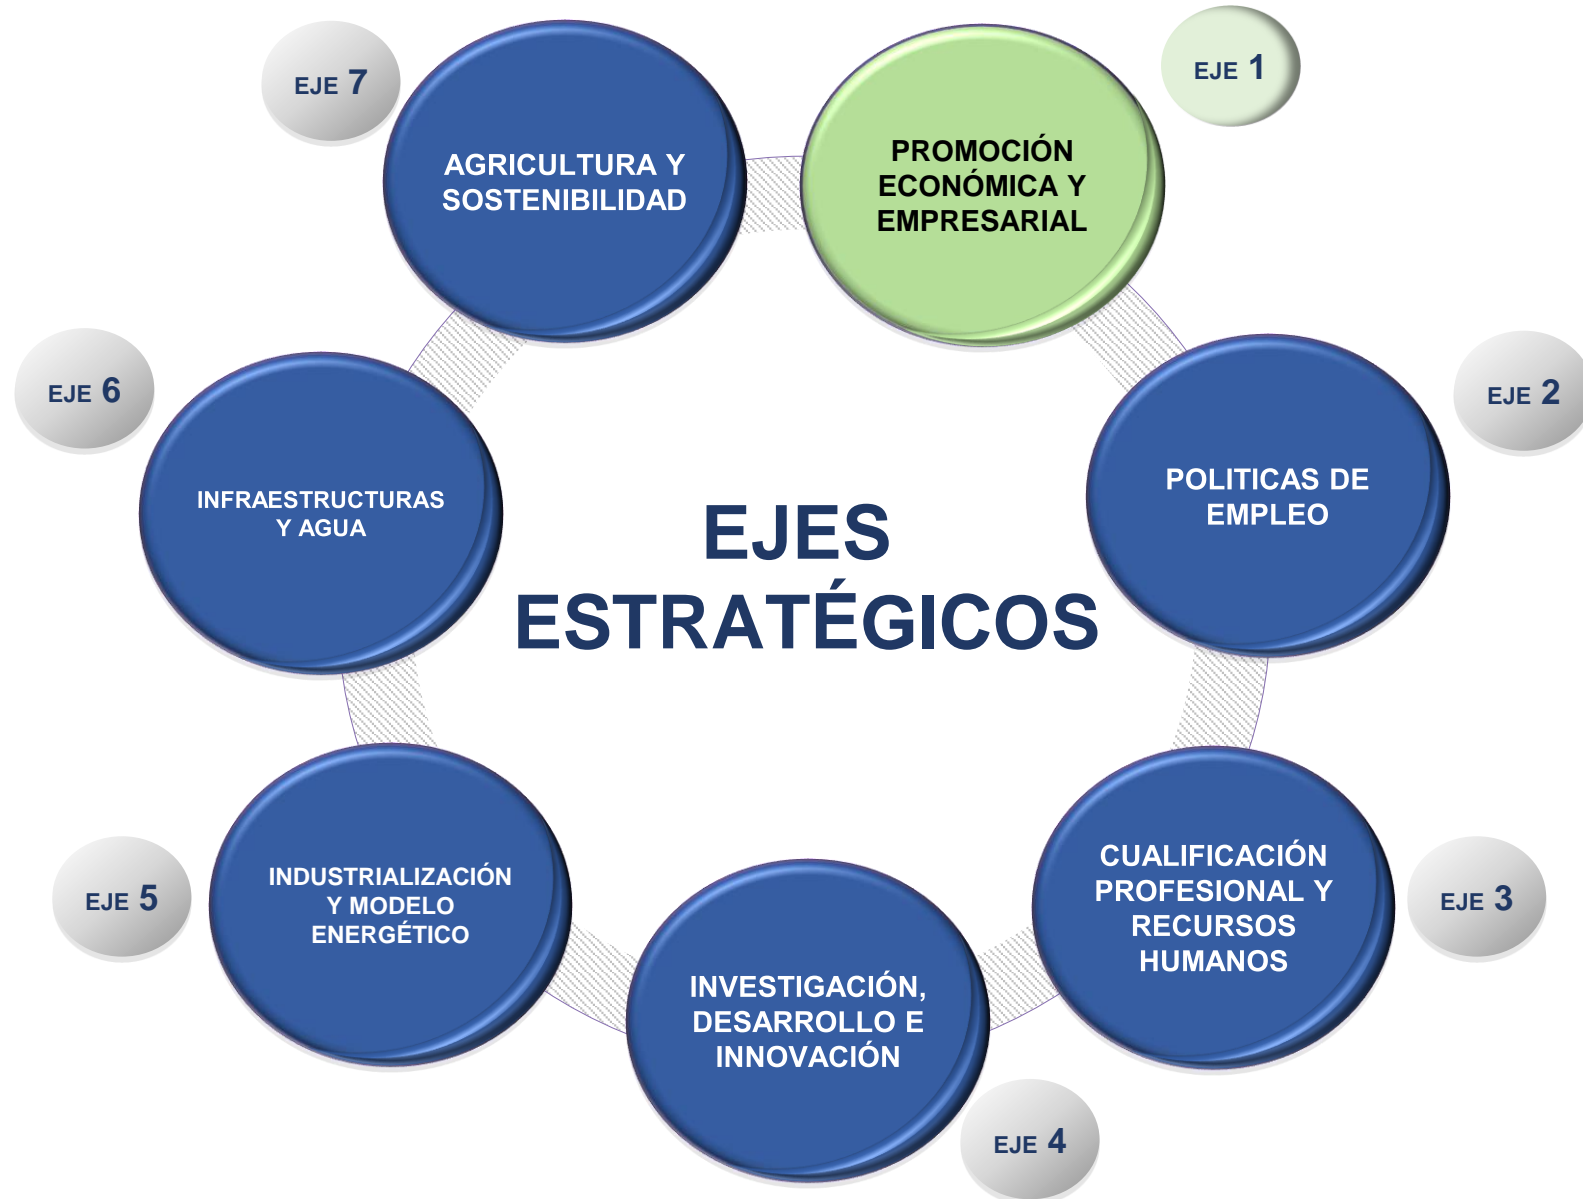 EJE 1
PROMOCIÓN
ECONÓMICA Y
EMPRESARIAL
EJE 2
POLITICAS DE
EMPLEO
EJE 3
CUALIFICACIÓN
PROFESIONAL Y
RECURSOS
HUMANOS
EJE 4
INVESTIGACIÓN,
DESARROLLO E
INNOVACIÓN
EJE 5
INDUSTRIALIZACIÓN
Y MODELO
ENERGÉTICO
EJE 6
INFRAESTRUCTURAS
Y AGUA
EJE 7
AGRICULTURA Y
SOSTENIBILIDAD
EJES
ESTRATÉGICOS